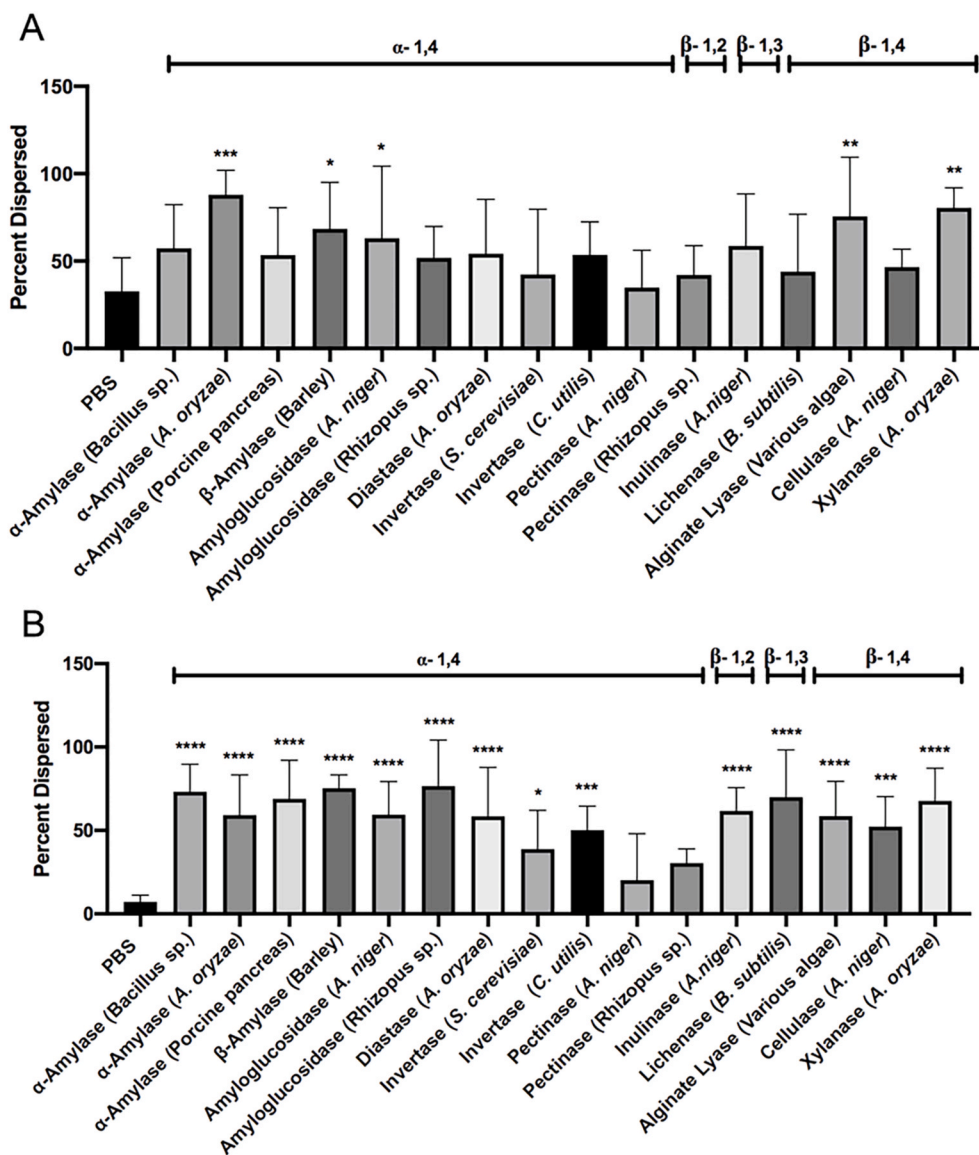 A
α- 1,4
β- 1,2
β- 1,3
β- 1,4
Percent Dispersed
150
100
50
0
***
*
*
**
**
PBS
α-Amylase (Bacillus sp.)
α-Amylase (A. oryzae)
α-Amylase (Porcine pancreas)
β-Amylase (Barley)
Amyloglucosidase (A. niger)
Amyloglucosidase (Rhizopus sp.)
Diastase (A. oryzae)
Invertase (S. cerevisiae)
Invertase (C. utilis)
Pectinase (A. niger)
Pectinase (Rhizopus sp.)
Inulinase (A.niger)
Lichenase (B. subtilis)
Alginate Lyase (Various algae)
Cellulase (A. niger)
Xylanase (A. oryzae)
B
α- 1,4
β- 1,2
β- 1,3
β- 1,4
Percent Dispersed
150
100
50
0
****
****
****
****
****
****
****
*
***
****
****
****
***
****
PBS
α-Amylase (Bacillus sp.)
α-Amylase (A. oryzae)
α-Amylase (Porcine pancreas)
β-Amylase (Barley)
Amyloglucosidase (A. niger)
Amyloglucosidase (Rhizopus sp.)
Diastase (A. oryzae)
Invertase (S. cerevisiae)
Invertase (C. utilis)
Pectinase (A. niger)
Pectinase (Rhizopus sp.)
Inulinase (A.niger)
Lichenase (B. subtilis)
Alginate Lyase (Various algae)
Cellulase (A. niger)
Xylanase (A. oryzae)